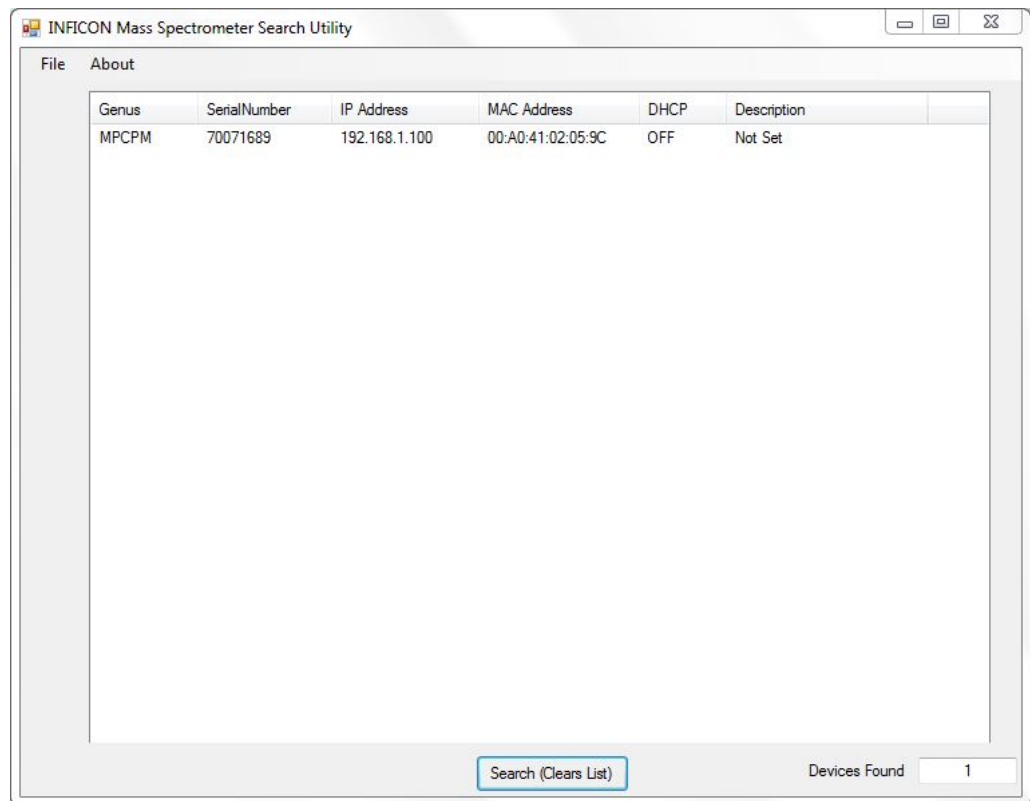 INFICON Mass Spectrometer Search Utility
File About
Genus SerialNumber IP Address MAC Address DHCP Description
MPCPM 70071689 192.168.1.100 00:A0:41:02:05:9C OFF Not Set
Search (Clears List) Devices Found 1